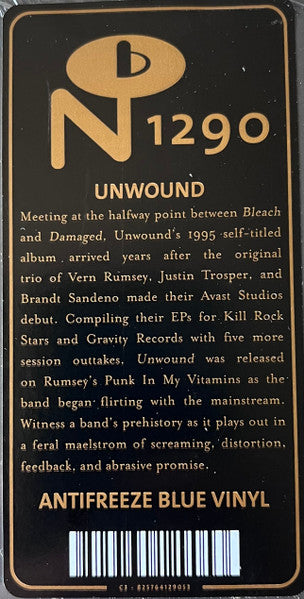 N b 1290
UNWOUND
Meeting at the halfway point between Bleach
and Damaged, Unwound's 1995 self-titled
album arrived years after the original
trio of Vern Rumsey, Justin Trosper, and
Brandt Sandeno made their Avast Studios
debut. Compiling their EPs for Kill Rock
Stars and Gravity Records with five more
session outtakes, Unwound was released
on Rumsey's Punk In My Vitamins as the
band began flirting with the mainstream.
Witness a band's prehistory as it plays out in
a feral maelstrom of screaming, distortion,
feedback, and abrasive promise.
ANTIFREEZE BLUE VINYL
C3 - 825764129053